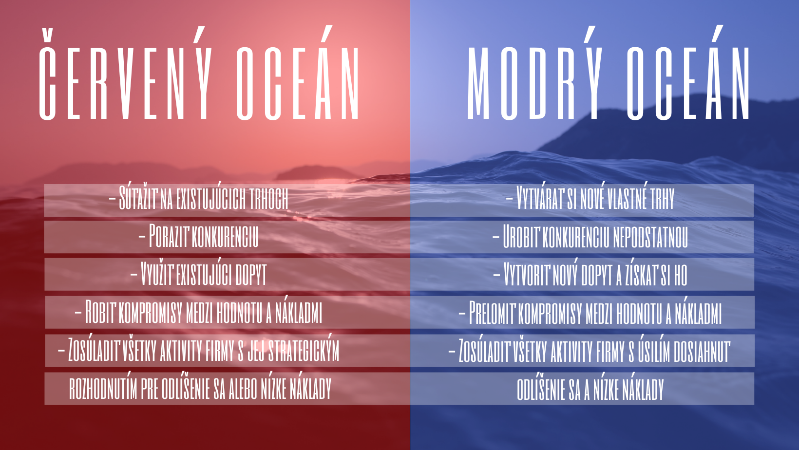 ČERVENÝ OCEÁN
– SÚŤAŽIŤ NA EXISTUJÚCICH TRHOCH
– PORAZIŤ KONKURENCIU
– VYUŽIŤ EXISTUJÚCI DOPYT
– ROBIŤ KOMPROMISY MEDZI HODNOTU A NÁKLADMI
– ZOSÚLADIŤ VŠETKY AKTIVITY FIRMY S JEJ STRATEGICKÝM
ROZHODNUTÍM PRE ODLÍŠENIE SA ALEBO NÍZKE NÁKLADY
MODRÝ OCEÁN
– VYTVÁRAŤ SI NOVÉ VLASTNÉ TRHY
– UROBIŤ KONKURENCIU NEPODSTATNOU
– VYTVORIŤ NOVÝ DOPYT A ZÍSKAŤ SI HO
– PRELOMIŤ KOMPROMISY MEDZI HODNOTU A NÁKLADMI
– ZOSÚLADIŤ VŠETKY AKTIVITY FIRMY S ÚSILÍM DOSIAHNUŤ
ODLÍŠENIE SA A NÍZKE NÁKLADY